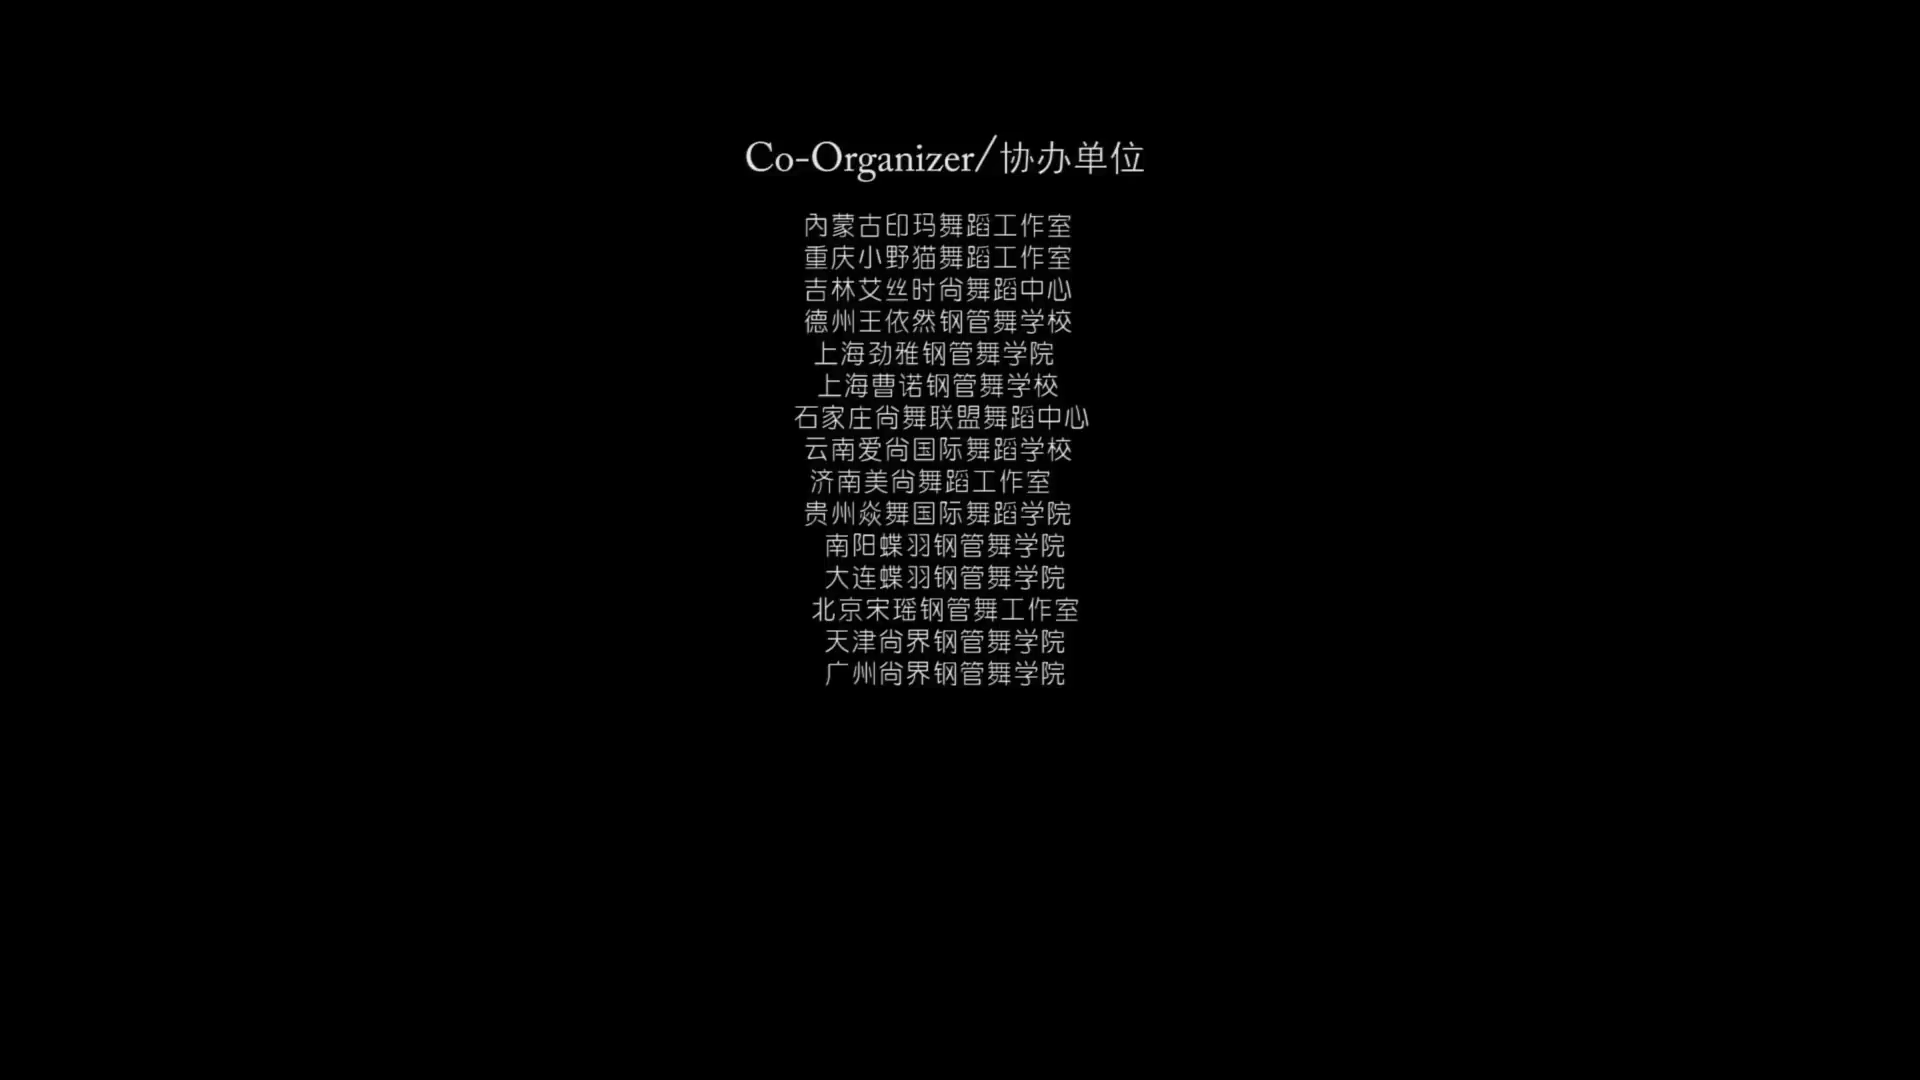 Co-Organizer/协办单位
內蒙古印玛舞蹈工作室
重庆小野猫舞蹈工作室
吉林艾丝时尚舞蹈中心
德州王依然钢管舞学校
上海劲雅钢管舞学院
上海曹诺钢管舞学校
石家庄尚舞联盟舞蹈中心
云南爱尚国际舞蹈学校
济南美尚舞蹈工作室
贵州焱舞国际舞蹈学院
南阳蝶羽钢管舞学院
大连蝶羽钢管舞学院
北京宋瑶钢管舞工作室
天津尚界钢管舞学院
广州尚界钢管舞学院